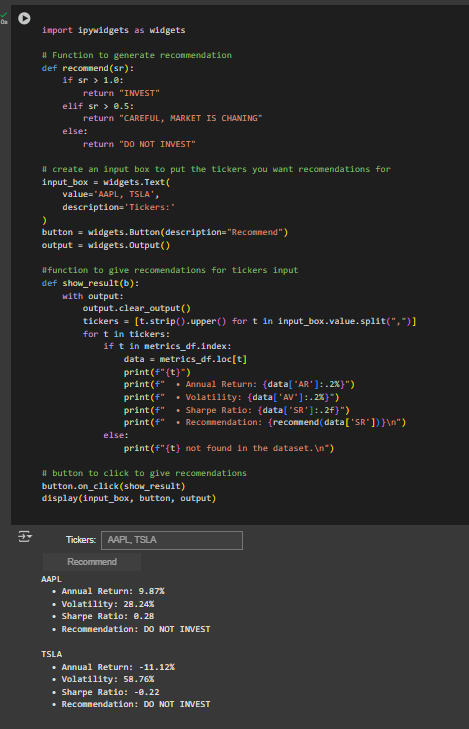 0s
import ipywidgets as widgets
# Function to generate recommendation
def recommend(sr):
    if sr > 1.0:
        return "INVEST"
    elif sr > 0.5:
        return "CAREFUL, MARKET IS CHANING"
    else:
        return "DO NOT INVEST"
# create an input box to put the tickers you want recomendations for
input_box = widgets.Text(
    value='AAPL, TSLA',
    description='Tickers:'
)
button = widgets.Button(description="Recommend")
output = widgets.Output()
#function to give recomendations for tickers input
def show_result(b):
    with output:
        output.clear_output()
        tickers = [t.strip().upper() for t in input_box.value.split(",")]
        for t in tickers:
            if t in metrics_df.index:
                data = metrics_df.loc[t]
                print(f"{t}")
                print(f"  • Annual Return: {data['AR']:.2%}")
                print(f"  • Volatility: {data['AV']:.2%}")
                print(f"  • Sharpe Ratio: {data['SR']:.2f}")
                print(f"  • Recommendation: {recommend(data['SR'])}\n")
            else:
                print(f"{t} not found in the dataset.\n")
# button to click to give recomendations
button.on_click(show_result)
display(input_box, button, output)
Tickers: AAPL, TSLA
Recommend
AAPL
  • Annual Return: 9.87%
  • Volatility: 28.24%
  • Sharpe Ratio: 0.28
  • Recommendation: DO NOT INVEST
TSLA
  • Annual Return: -11.12%
  • Volatility: 58.76%
  • Sharpe Ratio: -0.22
  • Recommendation: DO NOT INVEST